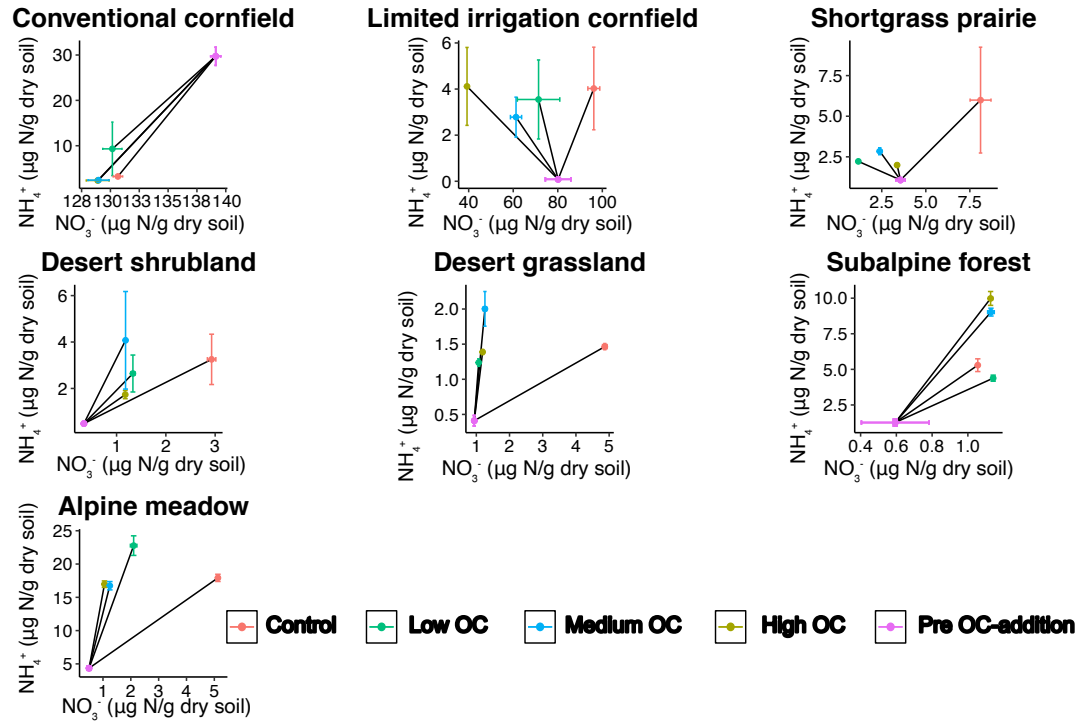 Conventional cornfield
NH₄⁺ (µg N/g dry soil)
30
20
10
128 130 133 135 138 140
NO₃⁻ (µg N/g dry soil)
Limited irrigation cornfield
NH₄⁺ (µg N/g dry soil)
6
4
2
0
40 60 80 100
NO₃⁻ (µg N/g dry soil)
Shortgrass prairie
NH₄⁺ (µg N/g dry soil)
7.5
5.0
2.5
2.5 5.0 7.5
NO₃⁻ (µg N/g dry soil)
Desert shrubland
NH₄⁺ (µg N/g dry soil)
6
4
2
1 2 3
NO₃⁻ (µg N/g dry soil)
Desert grassland
NH₄⁺ (µg N/g dry soil)
2.0
1.5
1.0
0.5
1 2 3 4 5
NO₃⁻ (µg N/g dry soil)
Subalpine forest
NH₄⁺ (µg N/g dry soil)
10.0
7.5
5.0
2.5
0.4 0.6 0.8 1.0
NO₃⁻ (µg N/g dry soil)
Alpine meadow
NH₄⁺ (µg N/g dry soil)
25
20
15
10
5
1 2 3 4 5
NO₃⁻ (µg N/g dry soil)
Control Low OC Medium OC High OC Pre OC-addition